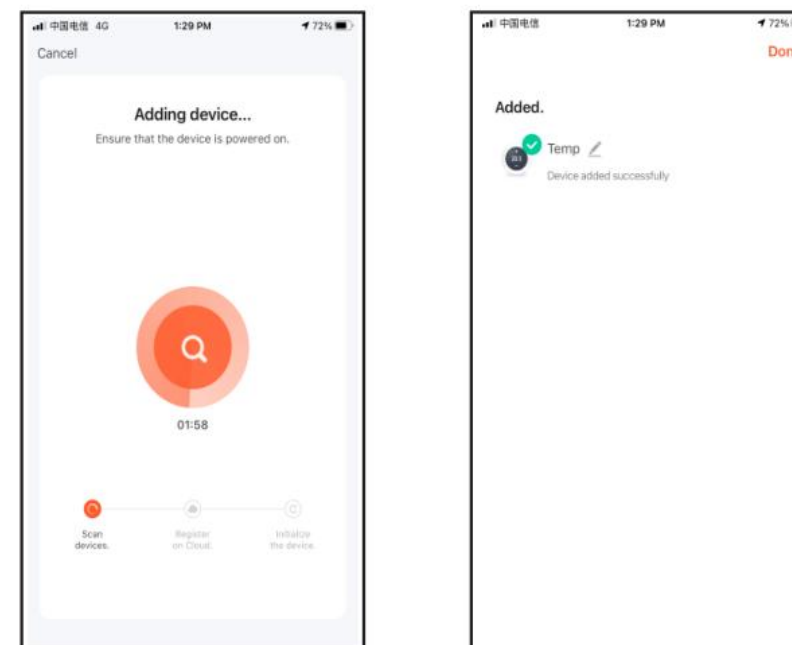 中国电信 4G 1:29 PM 72%
Cancel
Adding device...
Ensure that the device is powered on.
01:58
Scan devices.
Register on Cloud.
Initialize the device.
中国电信 1:29 PM 72%
Don
Added.
Temp
Device added successfully